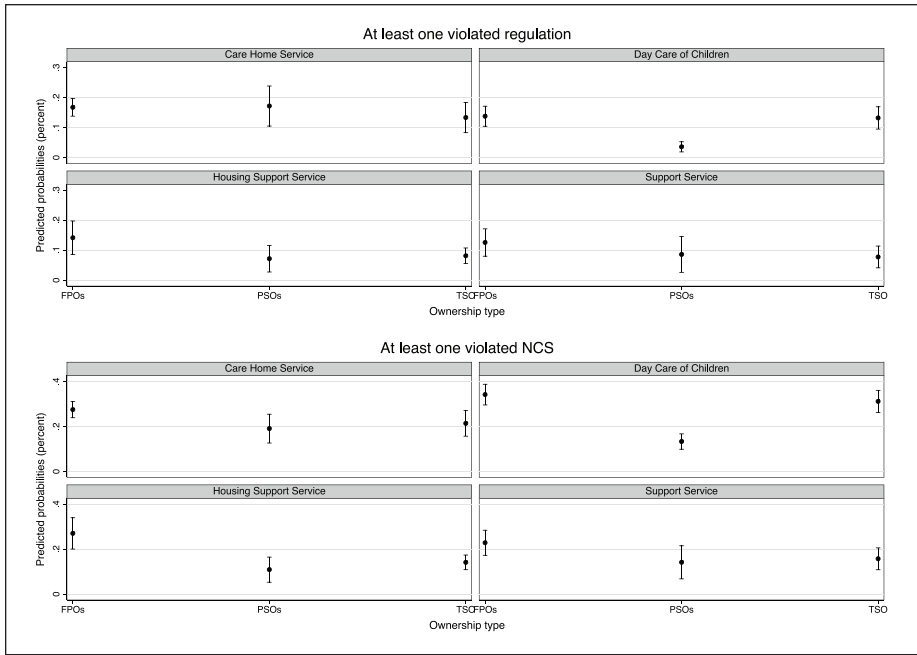 At least one violated regulation
Care Home Service
Day Care of Children
.3
.2
.1
0
Housing Support Service
Support Service
.3
.2
.1
0
Predicted probabilities (percent)
FPOs
PSOs
TSO
FPOs
PSOs
TSO
Ownership type
At least one violated NCS
Care Home Service
Day Care of Children
.4
.2
0
Housing Support Service
Support Service
.4
.2
0
Predicted probabilities (percent)
FPOs
PSOs
TSO
FPOs
PSOs
TSO
Ownership type